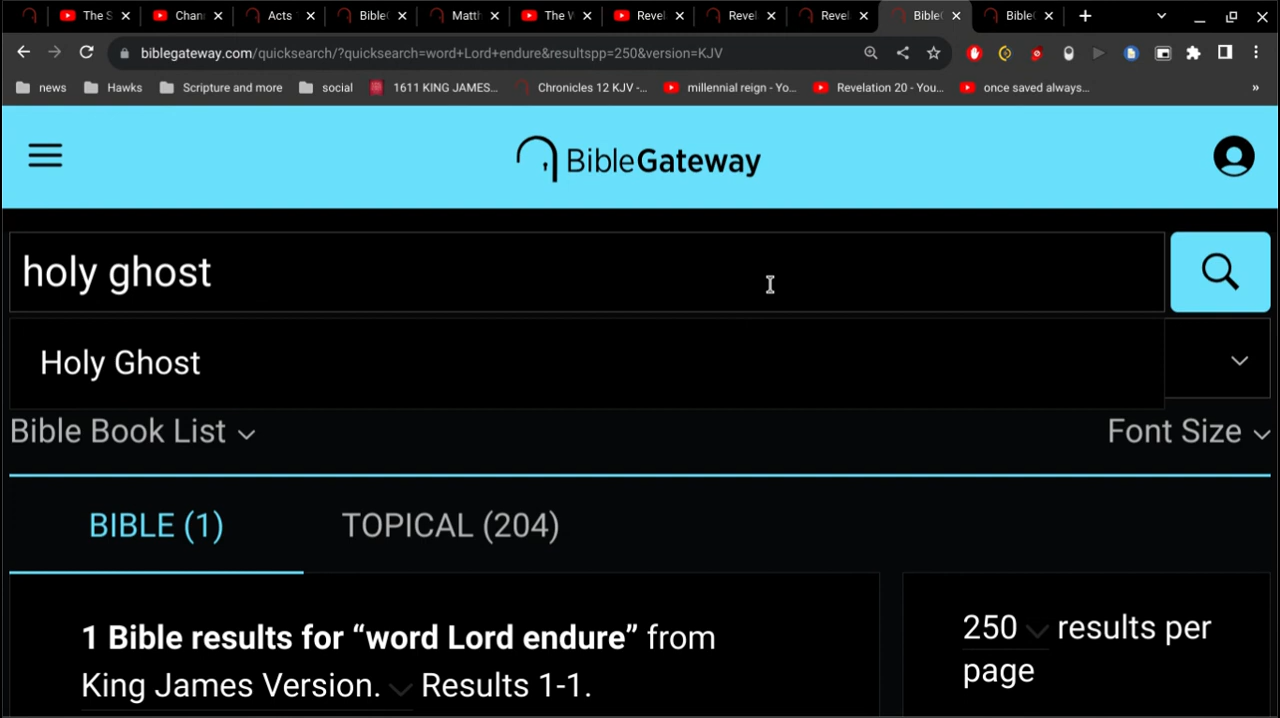 The S
Chan
Acts
Bible
Matt
The W
Revel
Revel
Revel
Bible
Bible
biblegateway.com/quicksearch/?quicksearch=word+Lord+endure&resultspp=250&version=KJV
news
Hawks
Scripture and more
social
1611 KING JAMES...
Chronicles 12 KJV -...
millennial reign - Yo...
Revelation 20 - You...
once saved always...
»
BibleGateway
holy ghost
Holy Ghost
Bible Book List
Font Size
BIBLE (1)
TOPICAL (204)
1 Bible results for “word Lord endure” from
King James Version. Results 1-1.
250 results per
page